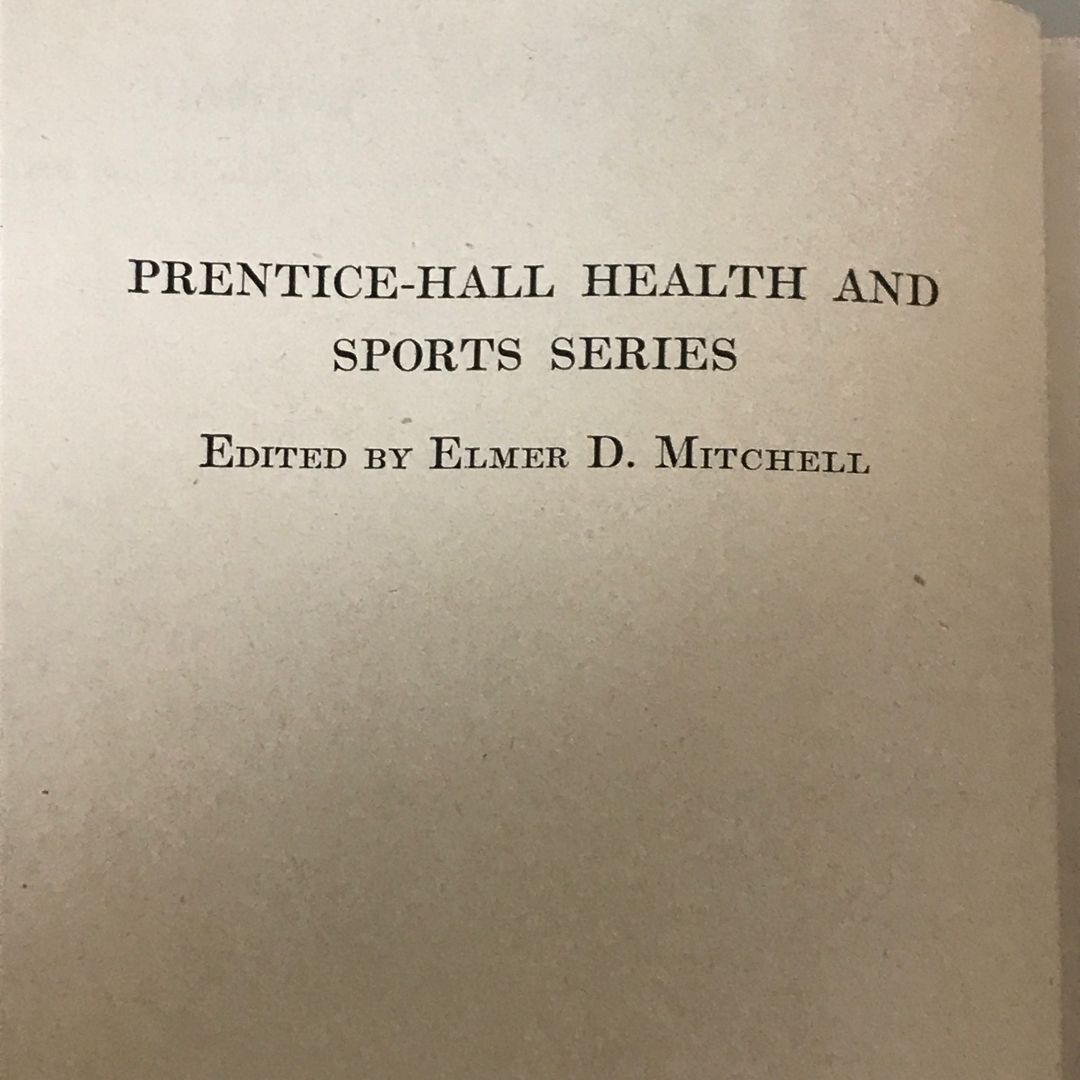 PRENTICE-HALL HEALTH AND
SPORTS SERIES
EDITED BY ELMER D. MITCHELL